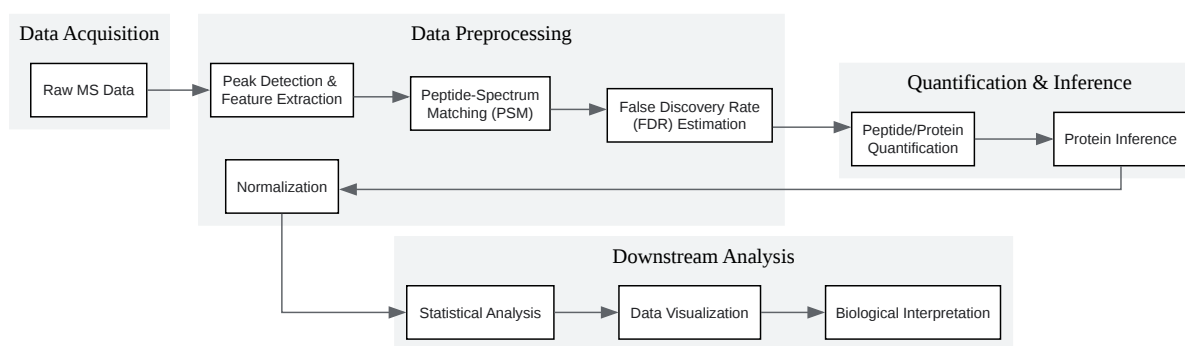 Data Acquisition
Raw MS Data
Data Preprocessing
Peak Detection &
Feature Extraction
Peptide-Spectrum
Matching (PSM)
False Discovery Rate
(FDR) Estimation
Quantification & Inference
Peptide/Protein
Quantification
Protein Inference
Normalization
Downstream Analysis
Statistical Analysis
Data Visualization
Biological Interpretation